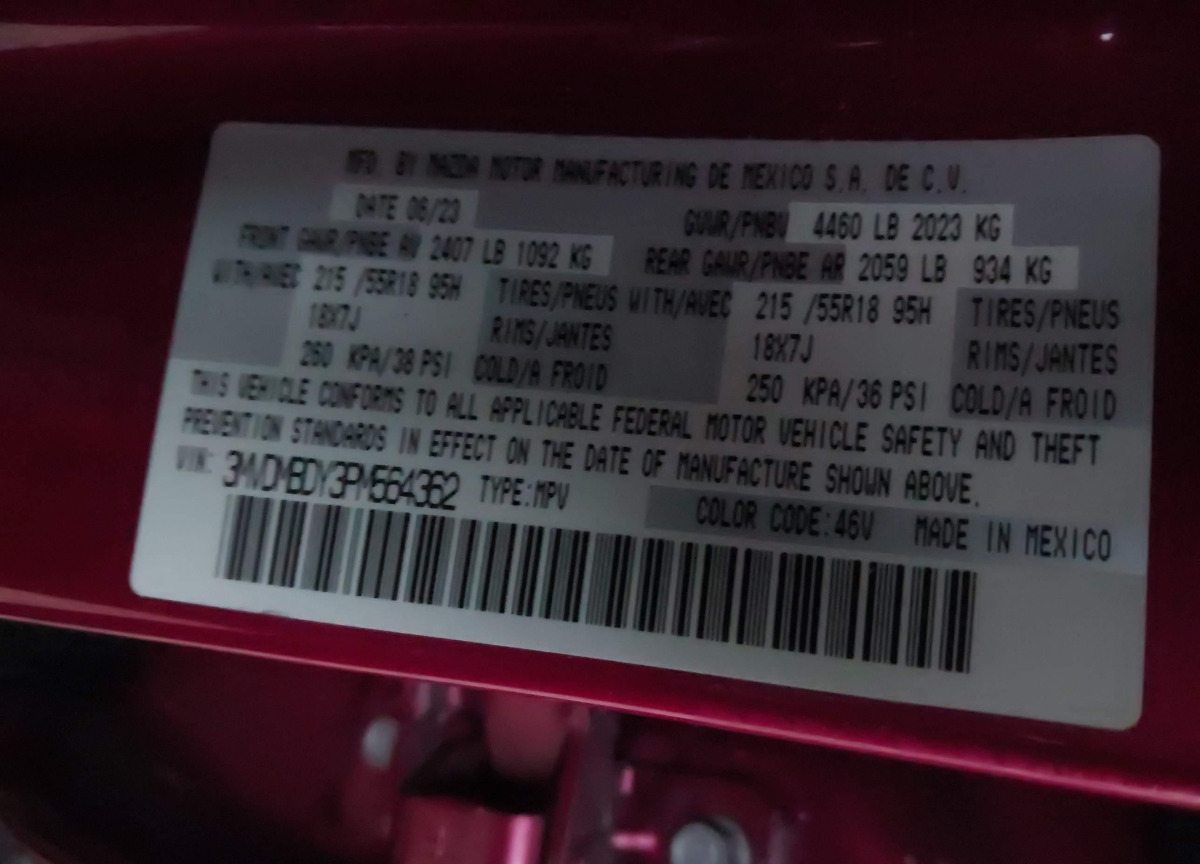 MFD. BY MAZDA MOTOR MANUFACTURING DE MEXICO S.A. DE C.V.
DATE 06/23 GVWR/PNBV 4460 LB 2023 KG
FRONT GAWR/PNBE AV 2407 LB 1092 KG REAR GAWR/PNBE AR 2059 LB 934 KG
WITH/AVEC 215 /55R18 95H TIRES/PNEUS WITH/AVEC 215 /55R18 95H TIRES/PNEUS
18X7J RIMS/JANTES 18X7J RIMS/JANTES
260 KPA/38 PSI COLD/A FROID 250 KPA/36 PSI COLD/A FROID
THIS VEHICLE CONFORMS TO ALL APPLICABLE FEDERAL MOTOR VEHICLE SAFETY AND THEFT
PREVENTION STANDARDS IN EFFECT ON THE DATE OF MANUFACTURE SHOWN ABOVE.
VIN: 3MVDMBDY3PM564362 TYPE:MPV COLOR CODE:46V MADE IN MEXICO